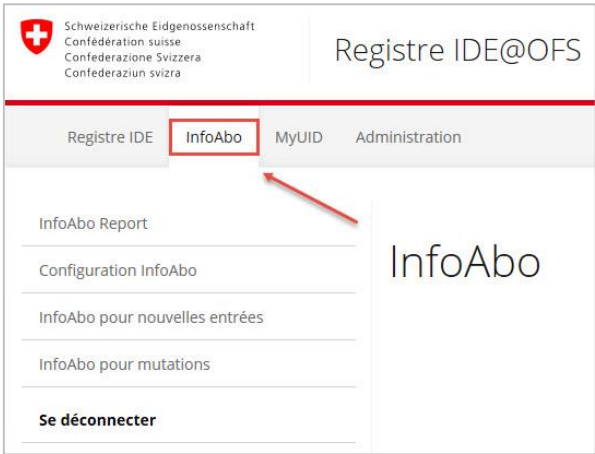 Schweizerische Eidgenossenschaft
Confédération suisse
Confederazione Svizzera
Confederaziun svizra
Registre IDE@OFS
Registre IDE InfoAbo MyUID Administration
InfoAbo Report
Configuration InfoAbo
InfoAbo pour nouvelles entrées
InfoAbo pour mutations
Se déconnecter
InfoAbo